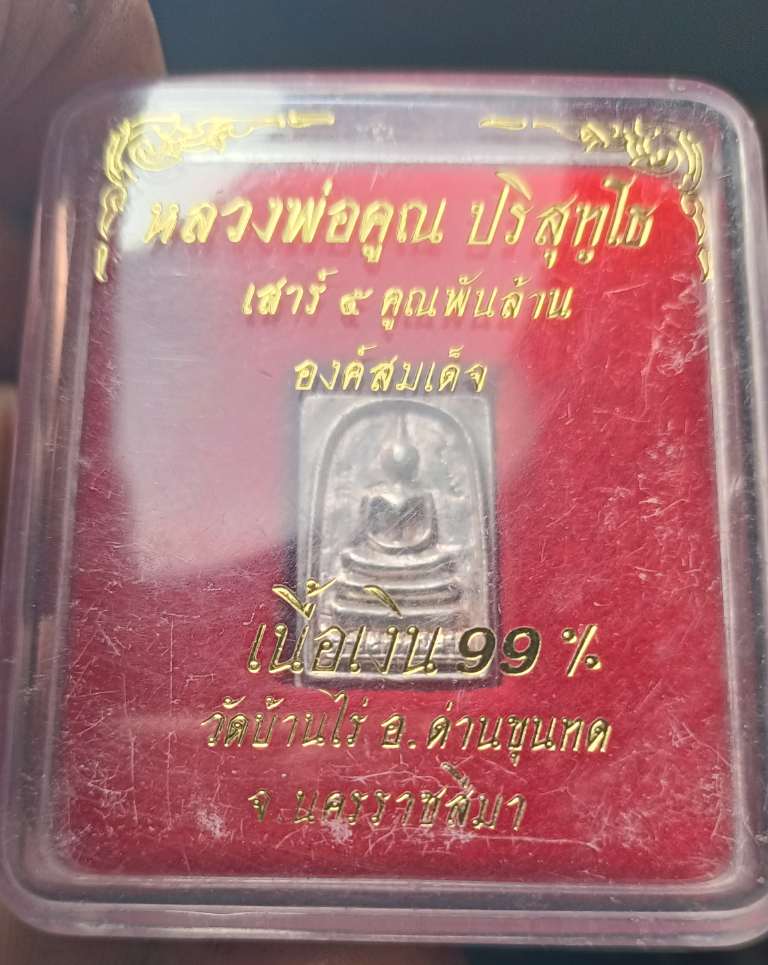 หลวงพ่อคูณ ปริสุทฺโธ
เสาร์ ๕ คูณพันล้าน
องค์สมเด็จ
เนื้อเงิน 99 %
วัดบ้านไร่ อ.ด่านขุนทด
จ.นครราชสีมา